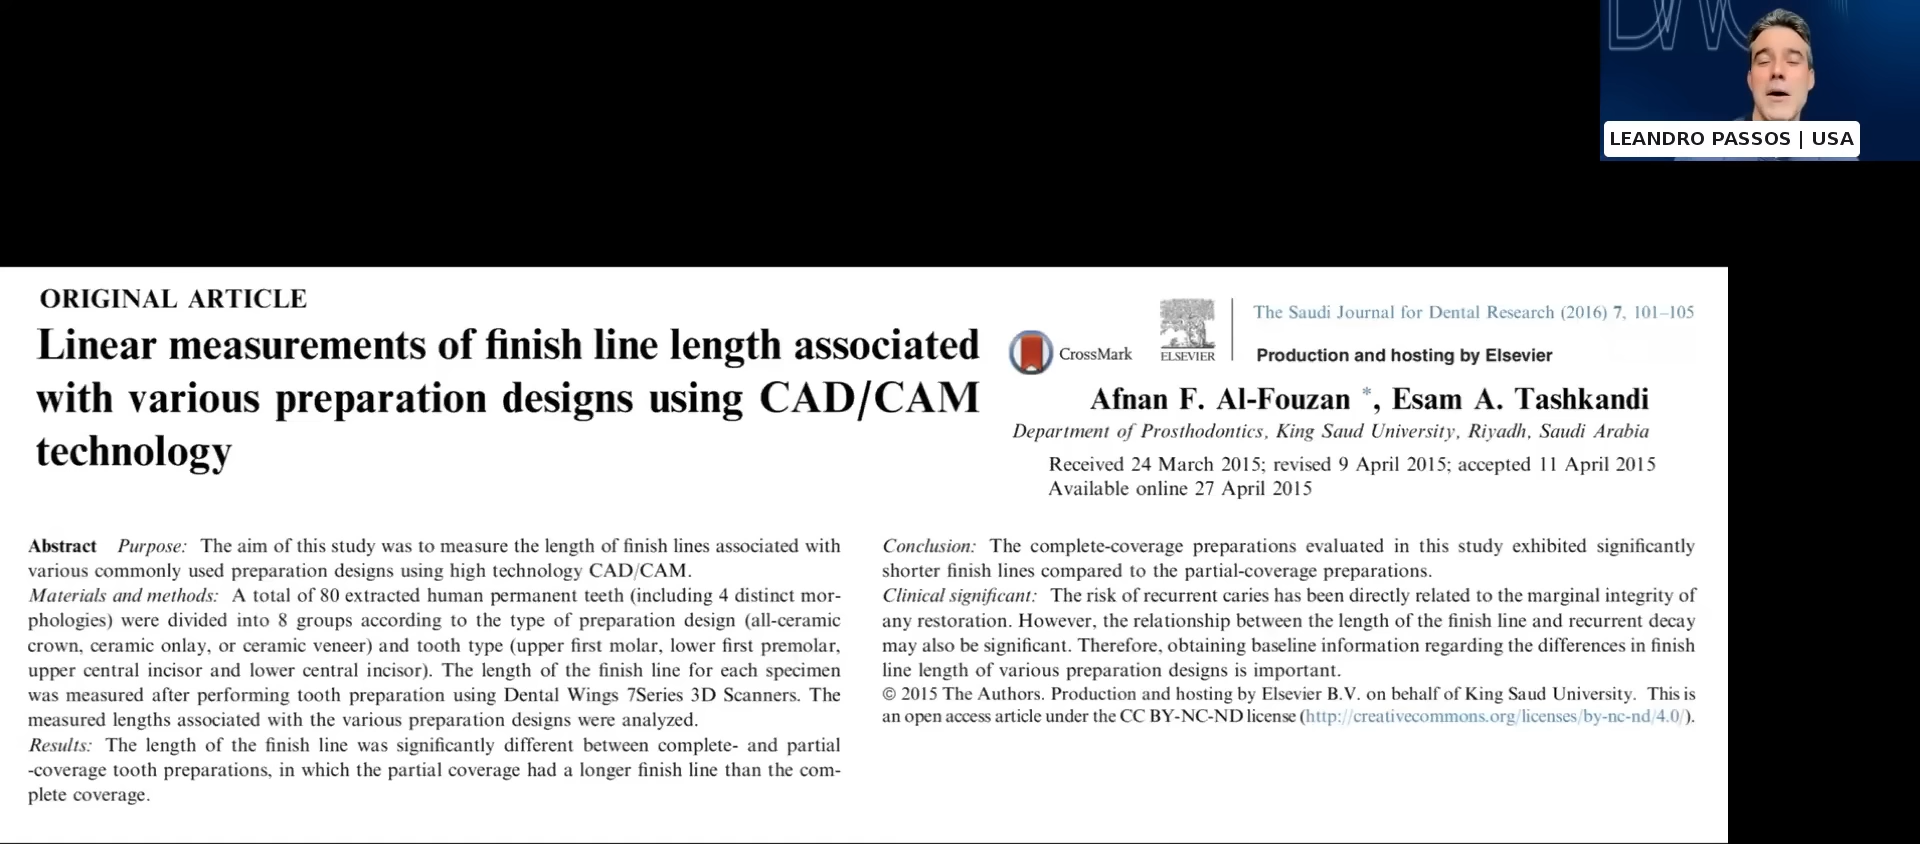 LEANDRO PASSOS | USA
ORIGINAL ARTICLE
Linear measurements of finish line length associated
with various preparation designs using CAD/CAM
technology
CrossMark
ELSEVIER
The Saudi Journal for Dental Research (2016) 7, 101–105
Production and hosting by Elsevier
Afnan F. Al-Fouzan *, Esam A. Tashkandi
Department of Prosthodontics, King Saud University, Riyadh, Saudi Arabia
Received 24 March 2015; revised 9 April 2015; accepted 11 April 2015
Available online 27 April 2015
Abstract Purpose: The aim of this study was to measure the length of finish lines associated with
various commonly used preparation designs using high technology CAD/CAM.
Materials and methods: A total of 80 extracted human permanent teeth (including 4 distinct mor-
phologies) were divided into 8 groups according to the type of preparation design (all-ceramic
crown, ceramic onlay, or ceramic veneer) and tooth type (upper first molar, lower first premolar,
upper central incisor and lower central incisor). The length of the finish line for each specimen
was measured after performing tooth preparation using Dental Wings 7Series 3D Scanners. The
measured lengths associated with the various preparation designs were analyzed.
Results: The length of the finish line was significantly different between complete- and partial
-coverage tooth preparations, in which the partial coverage had a longer finish line than the com-
plete coverage.
Conclusion: The complete-coverage preparations evaluated in this study exhibited significantly
shorter finish lines compared to the partial-coverage preparations.
Clinical significant: The risk of recurrent caries has been directly related to the marginal integrity of
any restoration. However, the relationship between the length of the finish line and recurrent decay
may also be significant. Therefore, obtaining baseline information regarding the differences in finish
line length of various preparation designs is important.
© 2015 The Authors. Production and hosting by Elsevier B.V. on behalf of King Saud University. This is
an open access article under the CC BY-NC-ND license (http://creativecommons.org/licenses/by-nc-nd/4.0/).